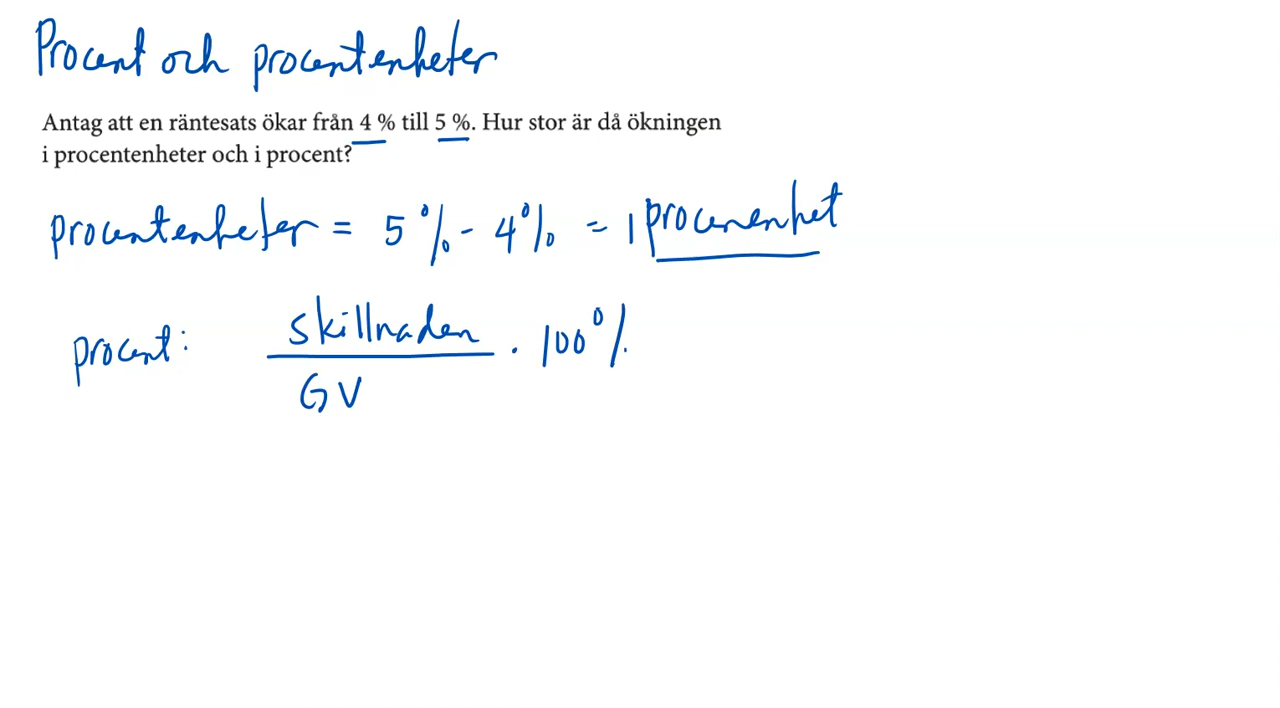 Procent och procentenheter
Antag att en räntesats ökar från 4 % till 5 %. Hur stor är då ökningen
i procentenheter och i procent?
procentenheter = 5% - 4% = 1 procenenhet
procent: skillnaden / GV · 100%